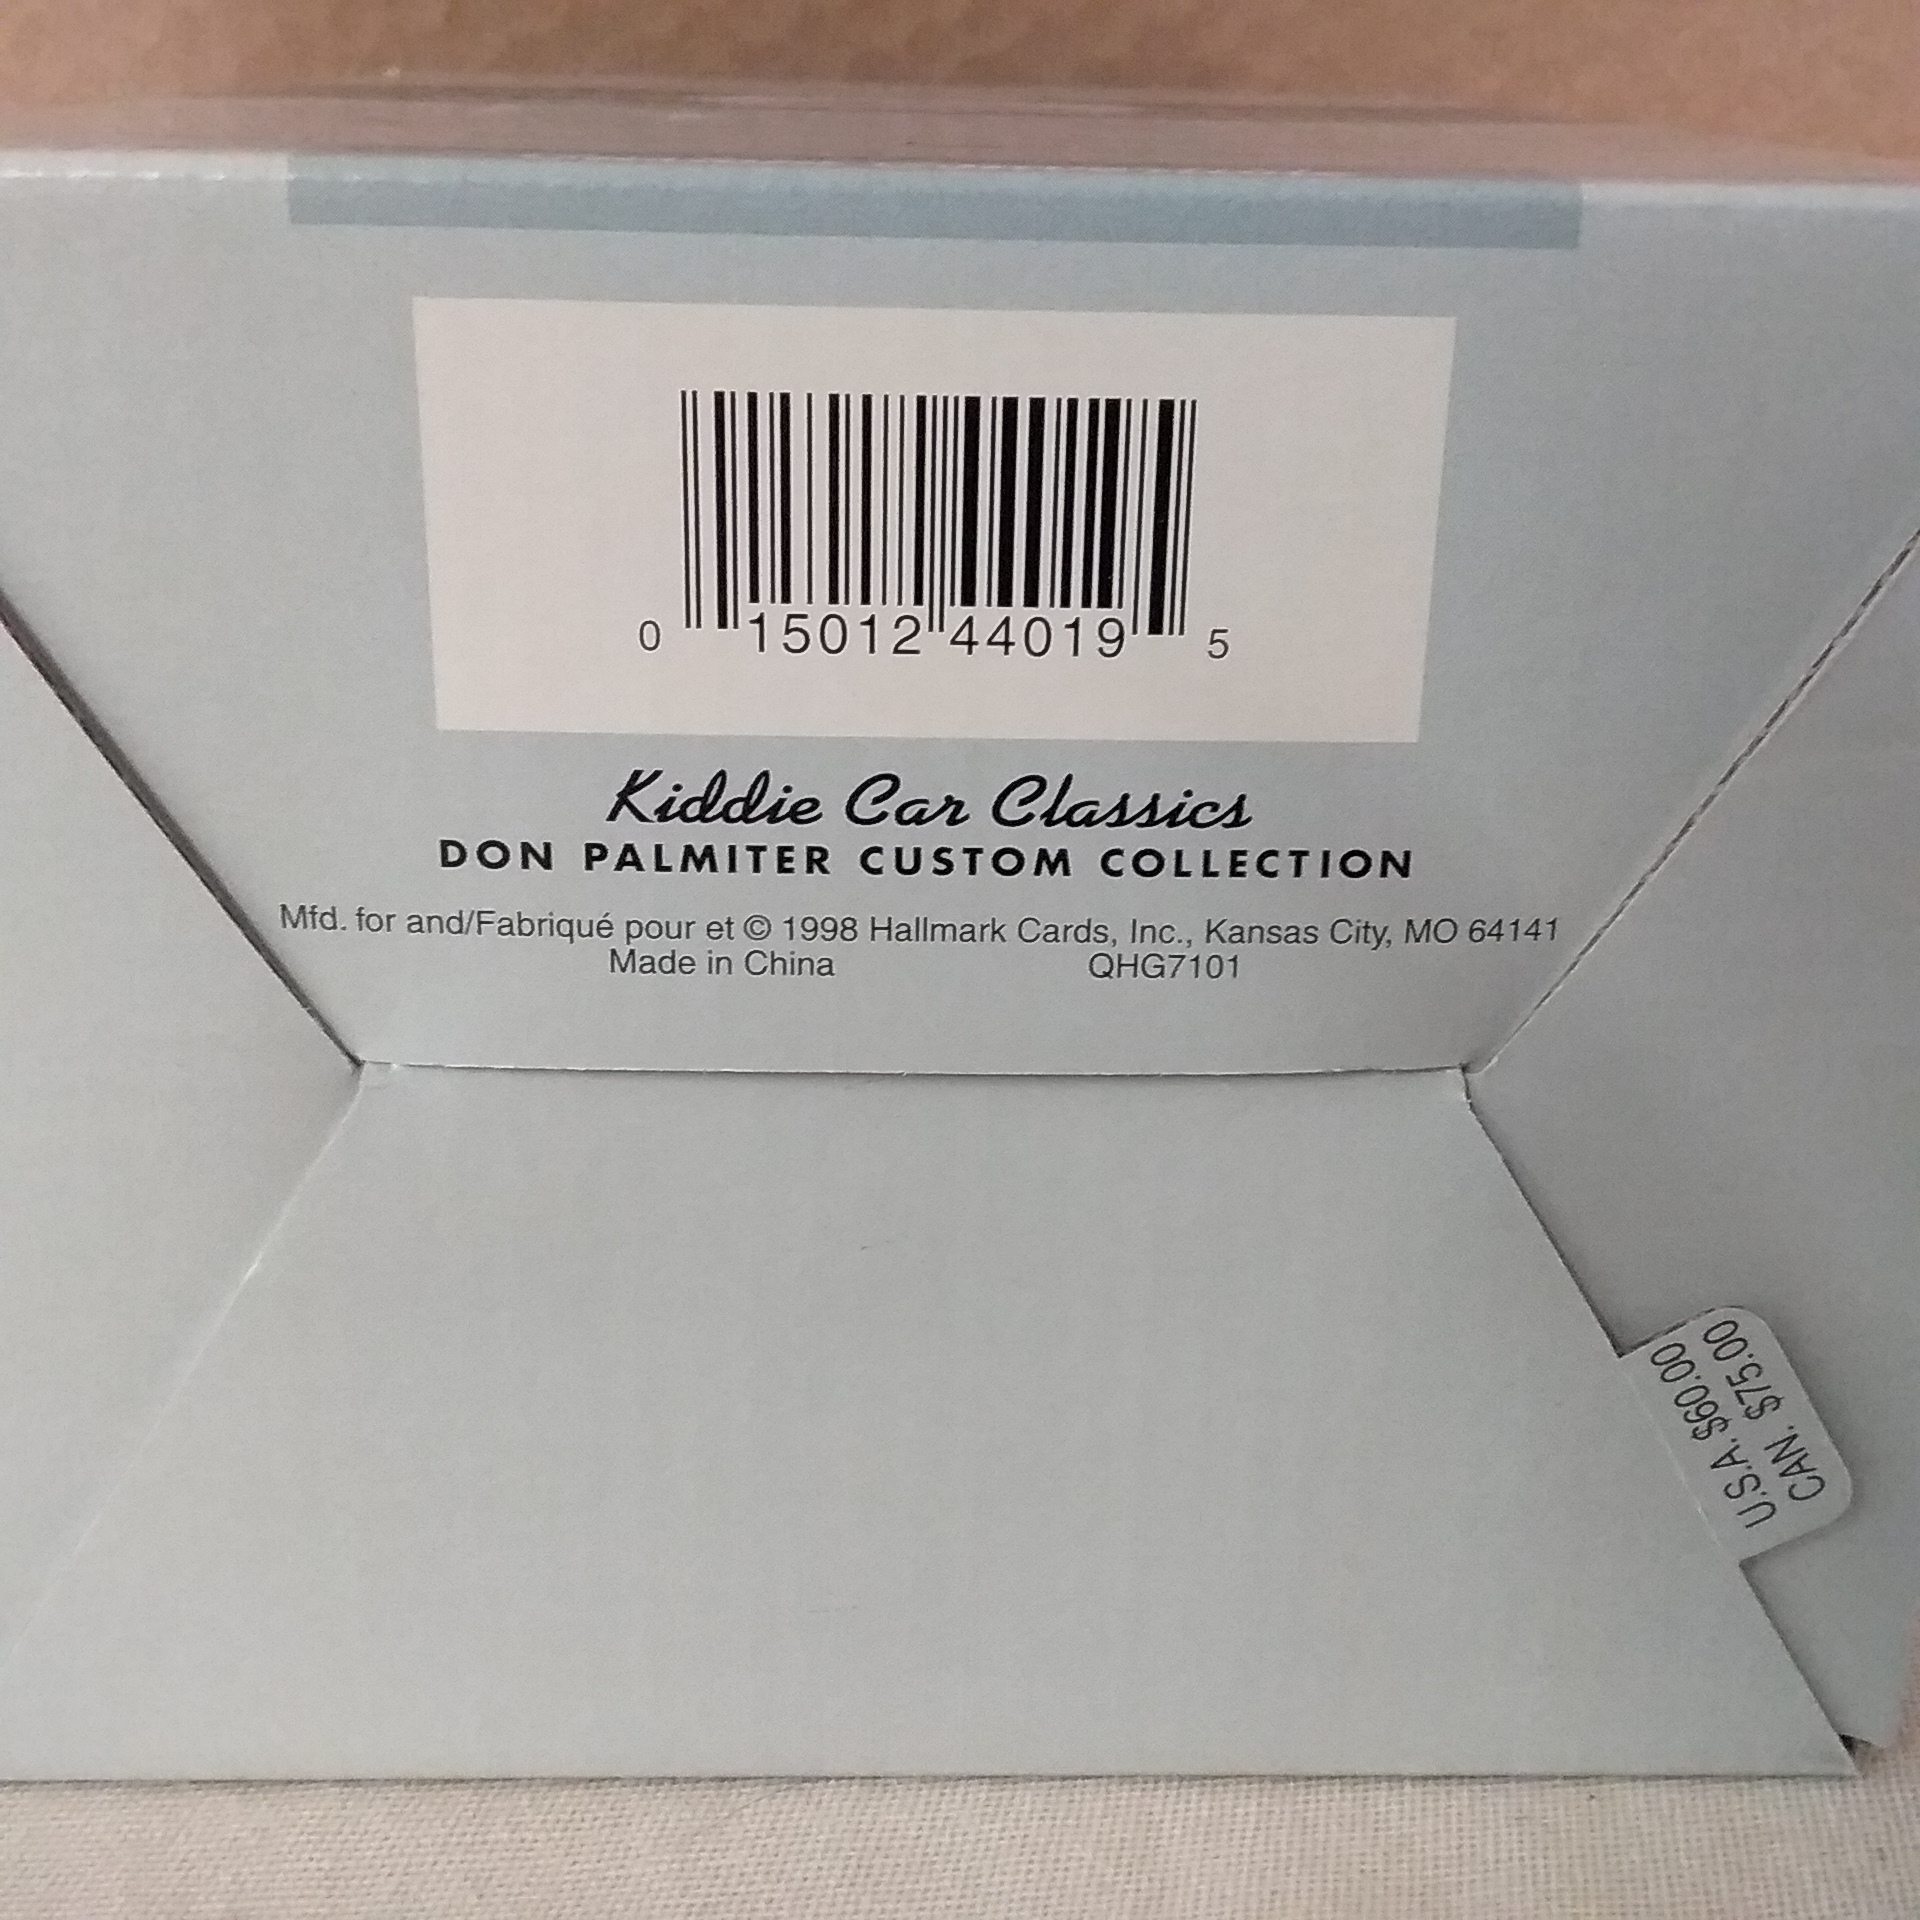 0 15012 44019 5
Kiddie Car Classics
DON PALMITER CUSTOM COLLECTION
Mfd. for and/Fabriqué pour et © 1998 Hallmark Cards, Inc., Kansas City, MO 64141
Made in China QHG7101
U.S.A. $60.00
CAN. $75.00